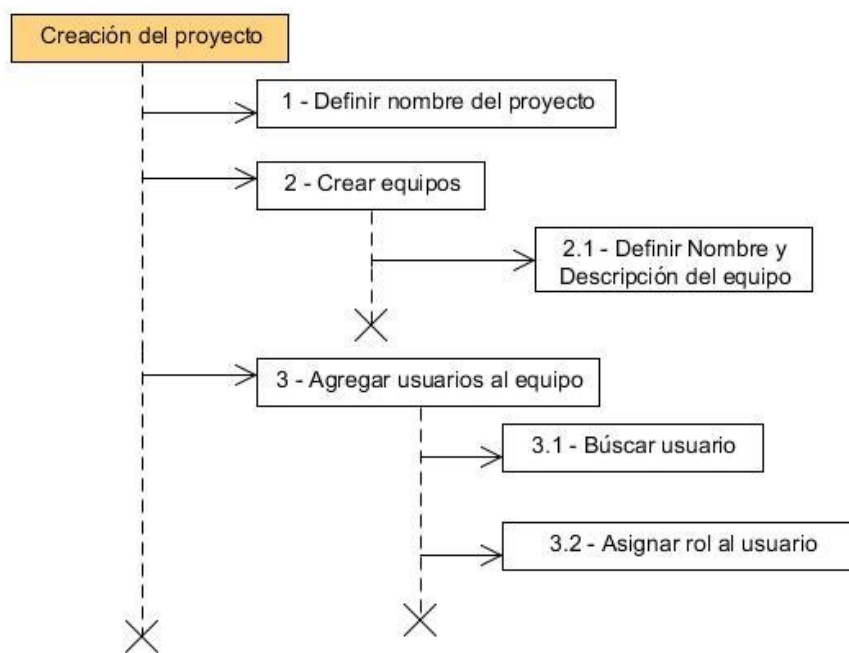 Creación del proyecto
1 - Definir nombre del proyecto
2 - Crear equipos
2.1 - Definir Nombre y
Descripción del equipo
3 - Agregar usuarios al equipo
3.1 - Búscar usuario
3.2 - Asignar rol al usuario